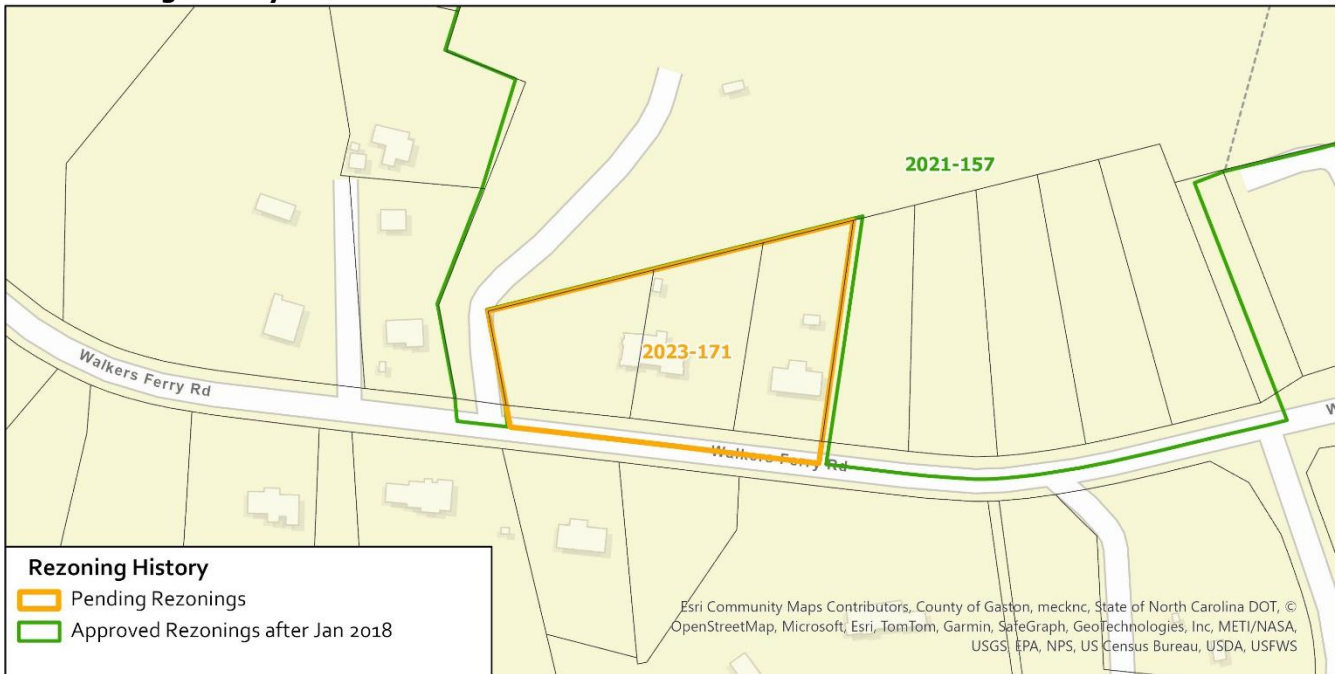 2021-157
2023-171
Walkers Ferry Rd
Walkers Ferry Rd
W
Rezoning History
Pending Rezonings
Approved Rezonings after Jan 2018
Esri Community Maps Contributors, County of Gaston, mecknc, State of North Carolina DOT, ©
OpenStreetMap, Microsoft, Esri, TomTom, Garmin, SafeGraph, GeoTechnologies, Inc, METI/NASA,
USGS, EPA, NPS, US Census Bureau, USDA, USFWS